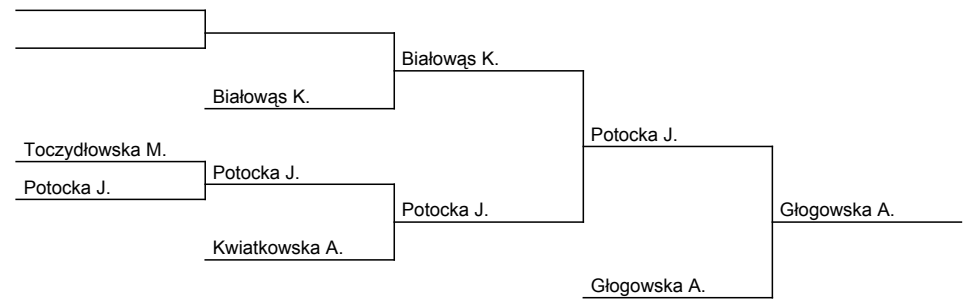 Białowąs K.
Białowąs K.
Potocka J.
Toczydłowska M.
Potocka J.
Potocka J.
Potocka J.
Głogowska A.
Kwiatkowska A.
Głogowska A.